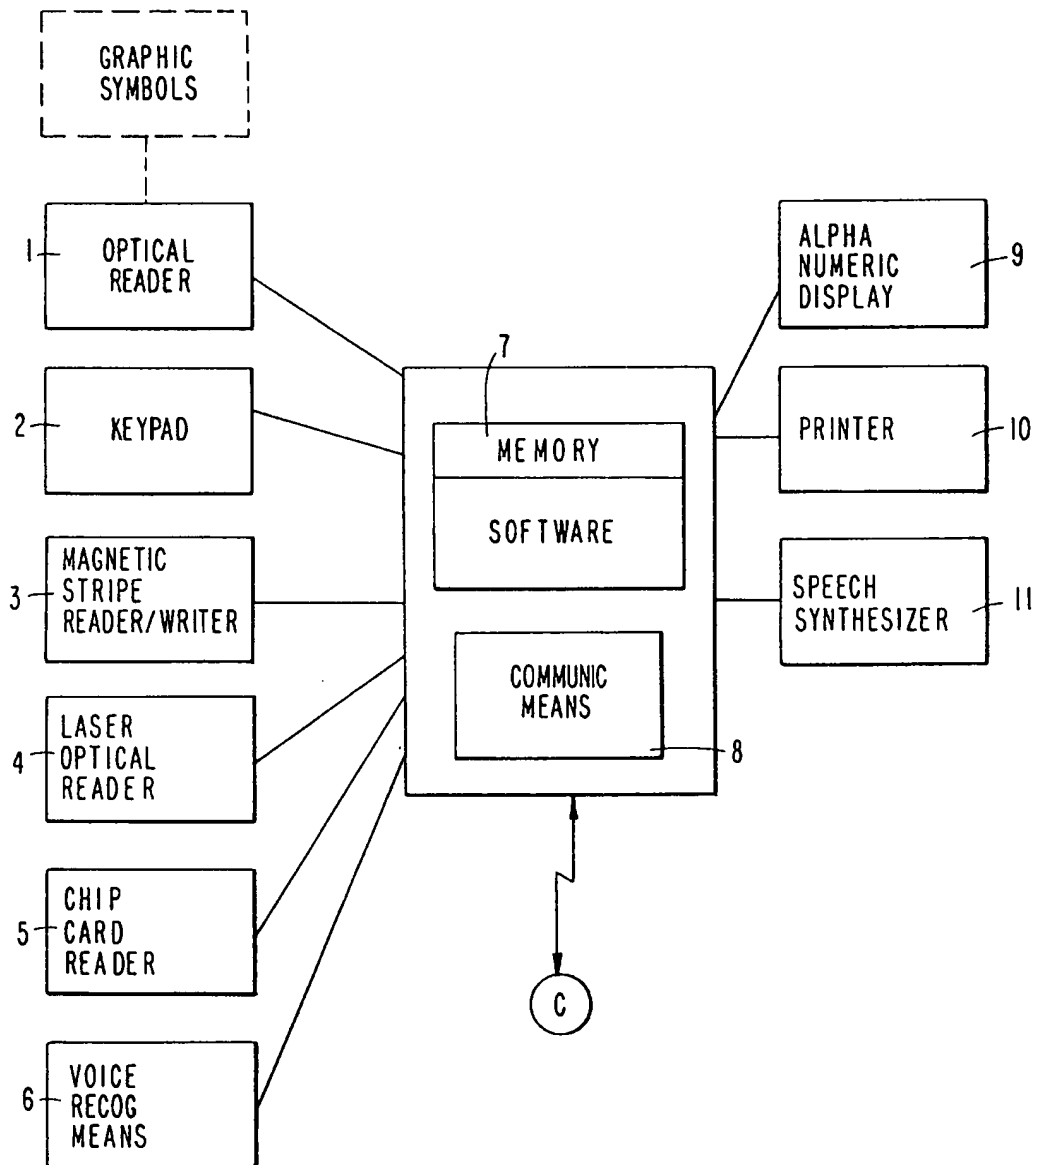 GRAPHIC
SYMBOLS
1
OPTICAL
READER
2
KEYPAD
3
MAGNETIC
STRIPE
READER/WRITER
4
LASER
OPTICAL
READER
5
CHIP
CARD
READER
6
VOICE
RECOG
MEANS
7
MEMORY
SOFTWARE
COMMUNIC
MEANS
8
C
ALPHA
NUMERIC
DISPLAY
9
PRINTER
10
SPEECH
SYNTHESIZER
11